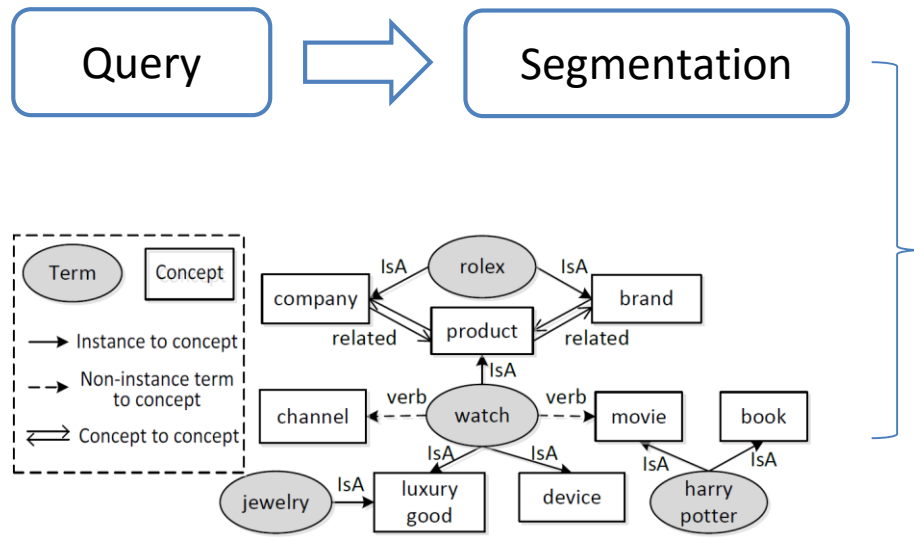 Query
Segmentation
Term
Concept
Instance to concept
Non-instance term
to concept
Concept to concept
rolex
IsA
IsA
company
brand
product
related
related
IsA
channel
verb
watch
verb
movie
book
IsA
IsA
IsA
IsA
jewelry
IsA
luxury
good
device
harry
potter